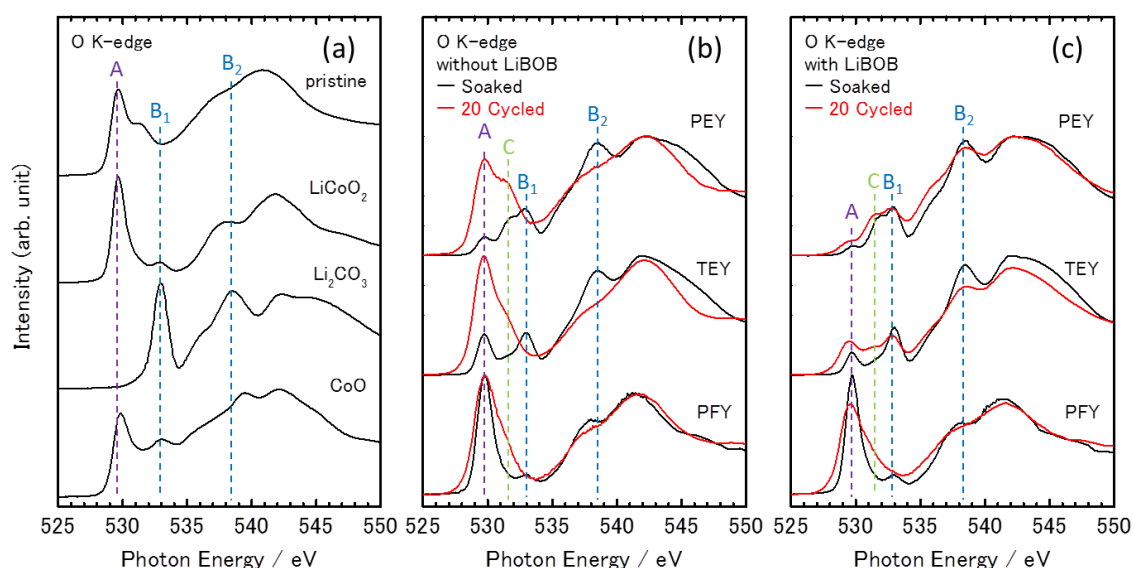 Intensity (arb. unit)
O K-edge
(a)
A
B₁
B₂
pristine
LiCoO₂
Li₂CO₃
CoO
525 530 535 540 545 550
Photon Energy / eV
O K-edge
(b)
without LiBOB
Soaked
20 Cycled
PEY
A
C
B₁
B₂
TEY
PFY
525 530 535 540 545 550
Photon Energy / eV
O K-edge
(c)
with LiBOB
Soaked
20 Cycled
PEY
A
C
B₁
B₂
TEY
PFY
525 530 535 540 545 550
Photon Energy / eV